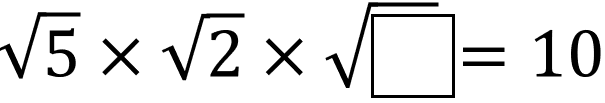 √5 × √2 × √□ = 10